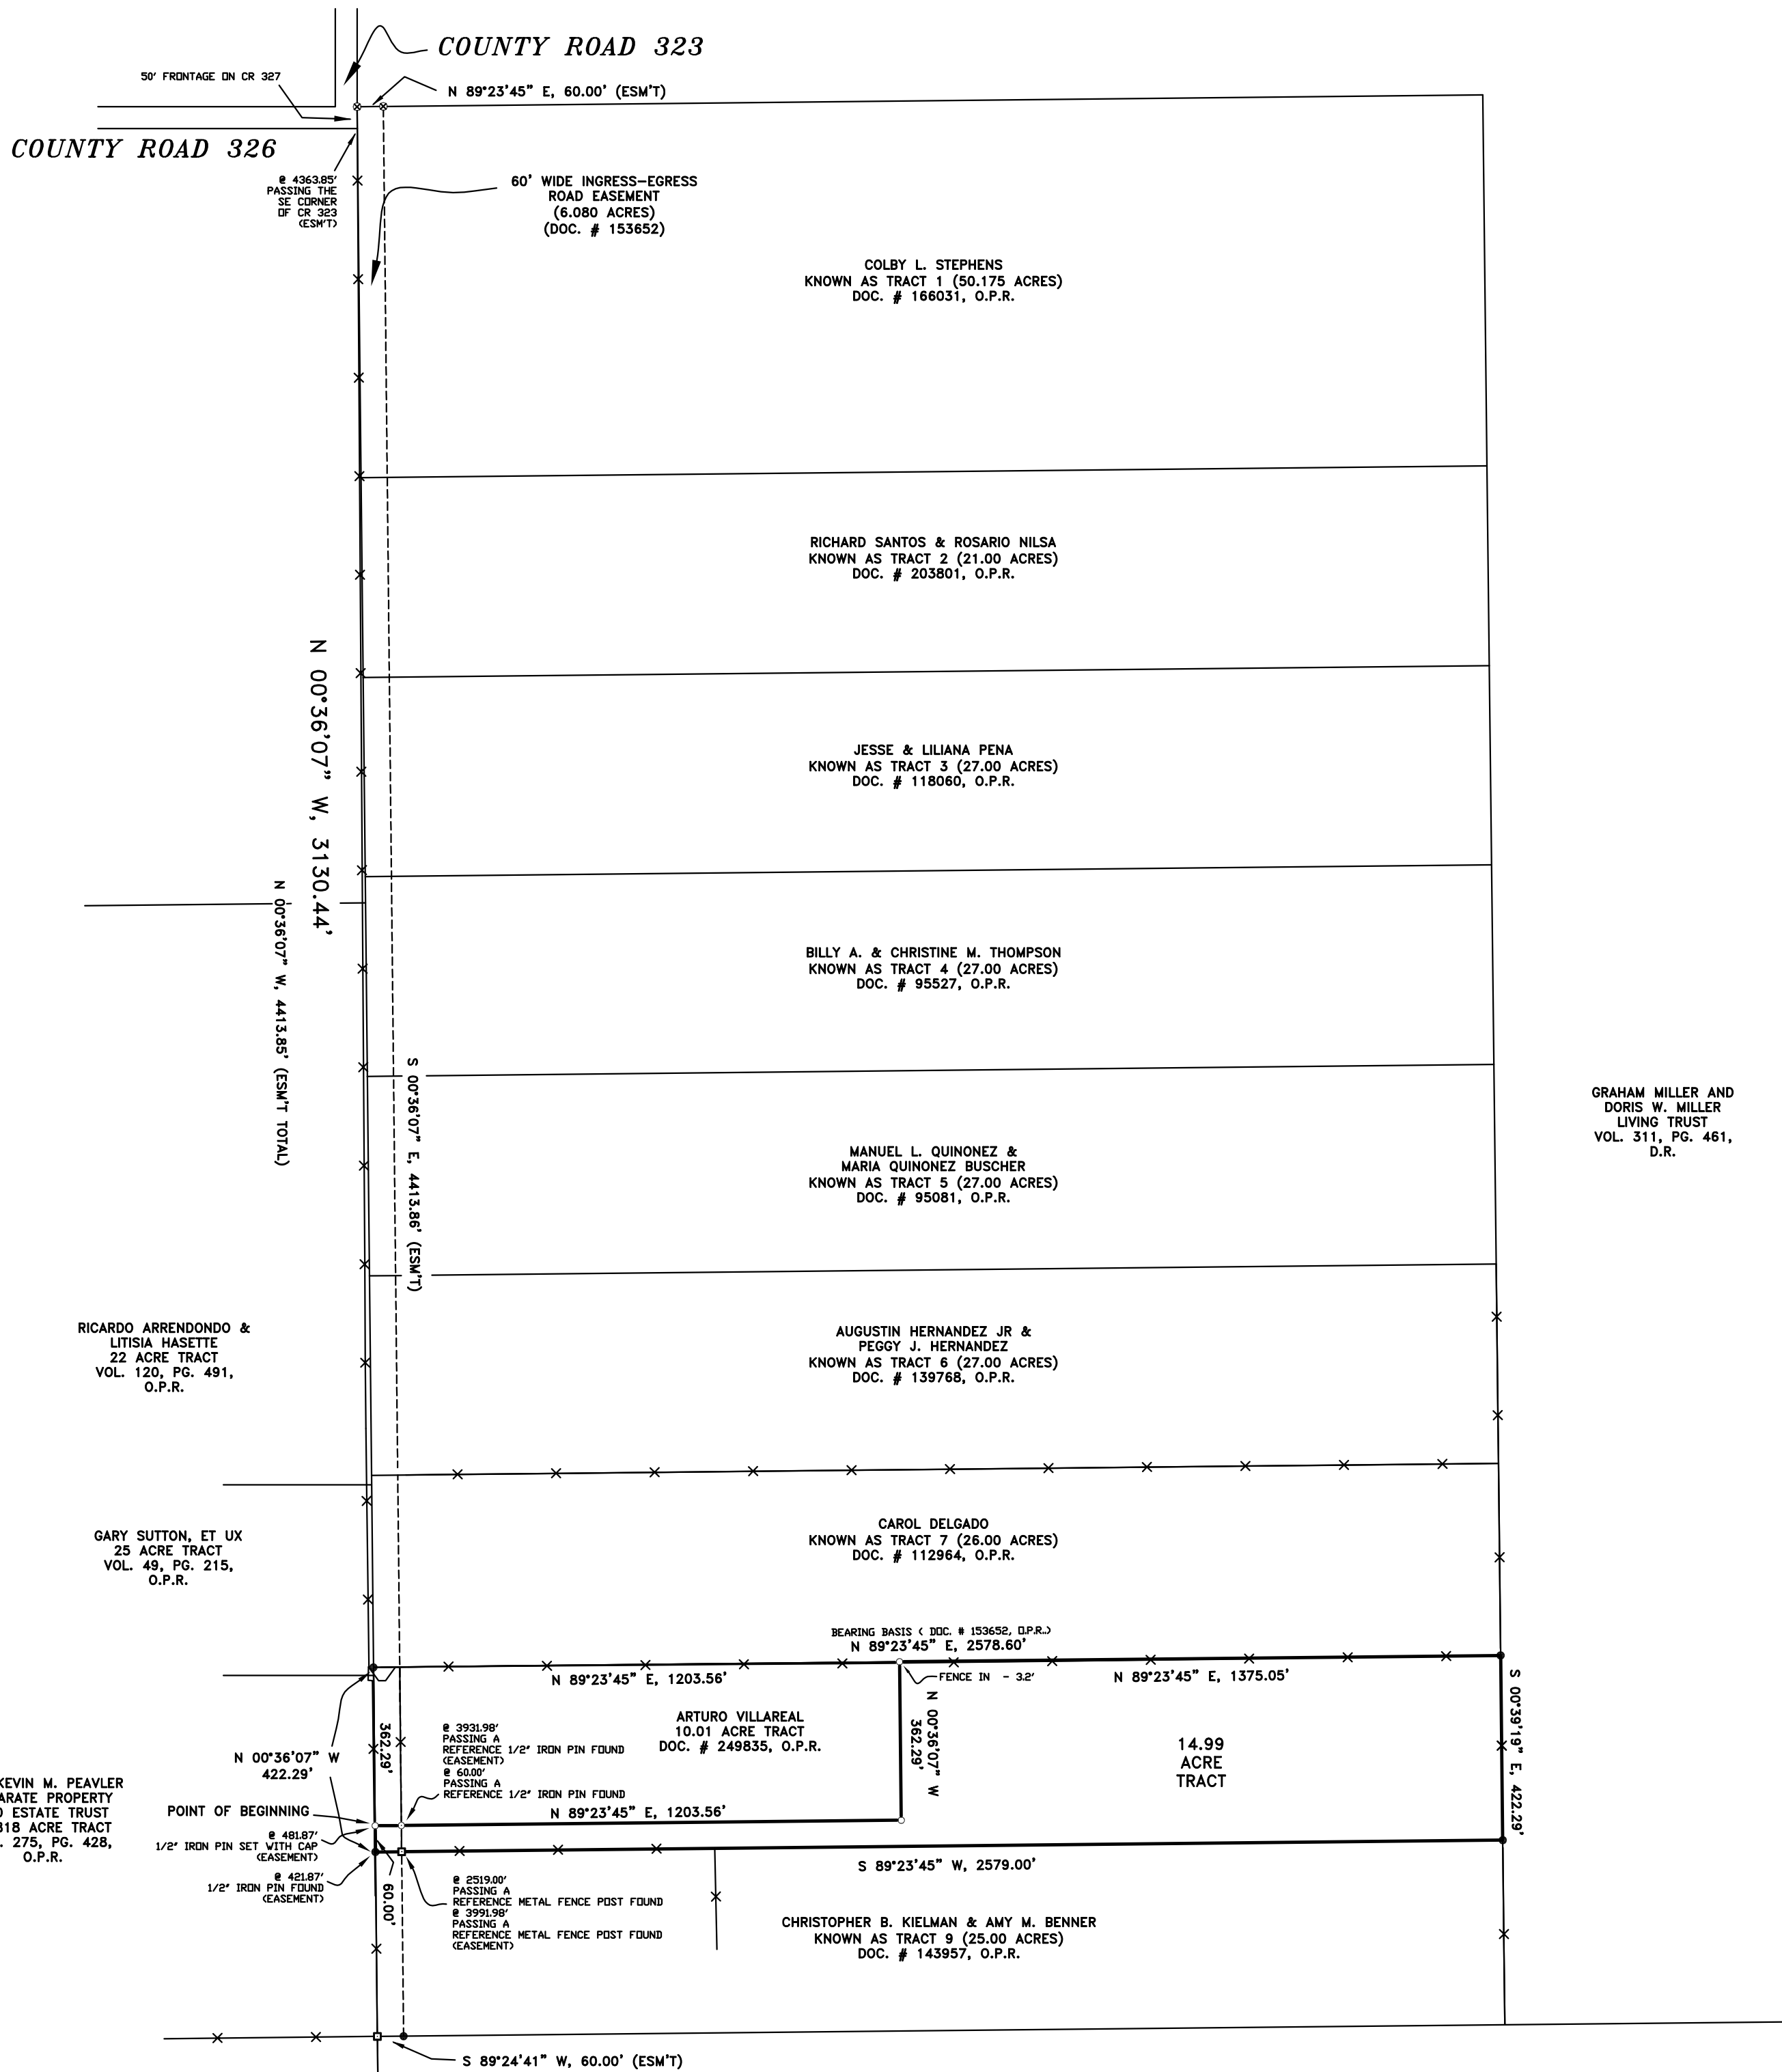 COUNTY ROAD 323
50' FRONTAGE ON CR 327
N 89°23'45" E, 60.00' (ESM'T)
COUNTY ROAD 326
@ 4363.85'
PASSING THE
SE CORNER
OF CR 323
(ESM'T)
60' WIDE INGRESS-EGRESS
ROAD EASEMENT
(6.080 ACRES)
(DOC. # 153652)
COLBY L. STEPHENS
KNOWN AS TRACT 1 (50.175 ACRES)
DOC. # 166031, O.P.R.
RICHARD SANTOS & ROSARIO NILSA
KNOWN AS TRACT 2 (21.00 ACRES)
DOC. # 203801, O.P.R.
N 00°36'07" W, 3130.44'
JESSE & LILIANA PENA
KNOWN AS TRACT 3 (27.00 ACRES)
DOC. # 118060, O.P.R.
N 00°36'07" W, 4413.85' (ESM'T TOTAL)
BILLY A. & CHRISTINE M. THOMPSON
KNOWN AS TRACT 4 (27.00 ACRES)
DOC. # 95527, O.P.R.
S 00°36'07" E, 4413.86' (ESM'T)
GRAHAM MILLER AND
DORIS W. MILLER
LIVING TRUST
VOL. 311, PG. 461,
D.R.
MANUEL L. QUINONEZ &
MARIA QUINONEZ BUSCHER
KNOWN AS TRACT 5 (27.00 ACRES)
DOC. # 95081, O.P.R.
RICARDO ARRENDONDO &
LITISIA HASETTE
22 ACRE TRACT
VOL. 120, PG. 491,
O.P.R.
AUGUSTIN HERNANDEZ JR &
PEGGY J. HERNANDEZ
KNOWN AS TRACT 6 (27.00 ACRES)
DOC. # 139768, O.P.R.
GARY SUTTON, ET UX
25 ACRE TRACT
VOL. 49, PG. 215,
O.P.R.
CAROL DELGADO
KNOWN AS TRACT 7 (26.00 ACRES)
DOC. # 112964, O.P.R.
BEARING BASIS ( DOC. # 153652, O.P.R..)
N 89°23'45" E, 2578.60'
N 89°23'45" E, 1203.56'
FENCE IN - 3.2'
N 89°23'45" E, 1375.05'
S 00°39'19" E, 422.29'
N 00°36'07" W
362.29'
ARTURO VILLAREAL
10.01 ACRE TRACT
DOC. # 249835, O.P.R.
14.99
ACRE
TRACT
362.29'
N 00°36'07" W
422.29'
@ 3931.98'
PASSING A
REFERENCE 1/2" IRON PIN FOUND
(EASEMENT)
@ 60.00'
PASSING A
REFERENCE 1/2" IRON PIN FOUND
N 89°23'45" E, 1203.56'
KEVIN M. PEAVLER
ARATE PROPERTY
ESTATE TRUST
318 ACRE TRACT
. 275, PG. 428,
O.P.R.
POINT OF BEGINNING
@ 481.87'
1/2" IRON PIN SET WITH CAP
(EASEMENT)
@ 421.87'
1/2" IRON PIN FOUND
(EASEMENT)
60.00'
S 89°23'45" W, 2579.00'
@ 2519.00'
PASSING A
REFERENCE METAL FENCE POST FOUND
@ 3991.98'
PASSING A
REFERENCE METAL FENCE POST FOUND
(EASEMENT)
CHRISTOPHER B. KIELMAN & AMY M. BENNER
KNOWN AS TRACT 9 (25.00 ACRES)
DOC. # 143957, O.P.R.
S 89°24'41" W, 60.00' (ESM'T)